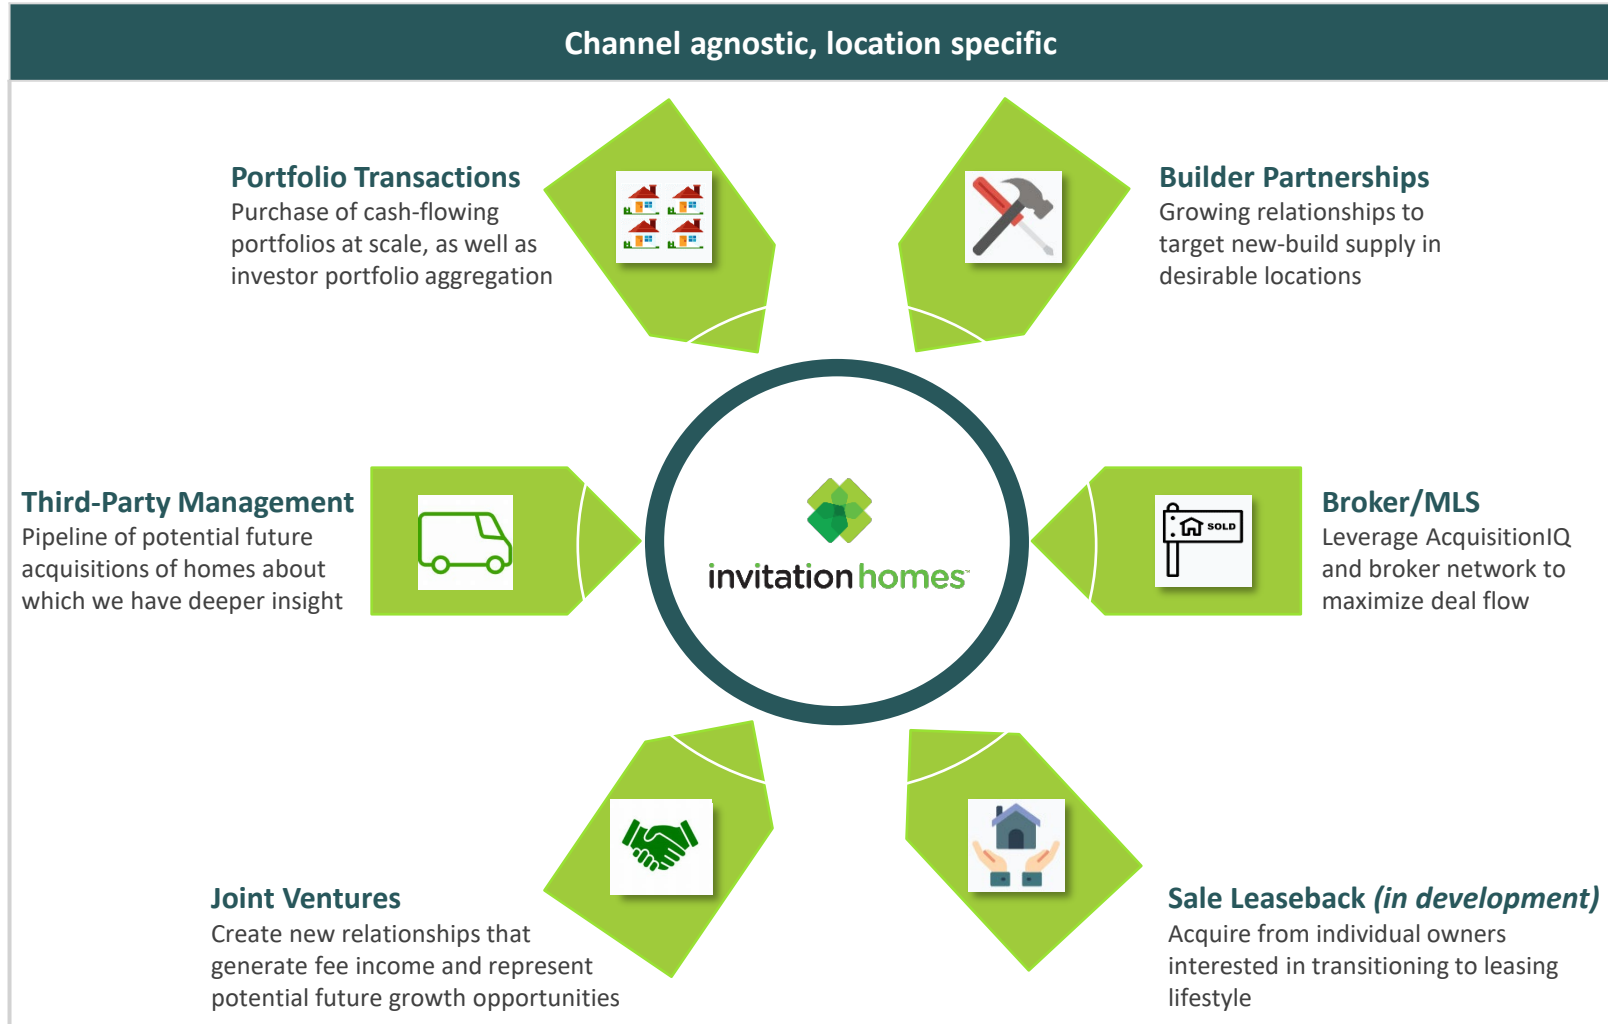 Channel agnostic, location specific
Portfolio Transactions
Purchase of cash-flowing
portfolios at scale, as well as
investor portfolio aggregation
Builder Partnerships
Growing relationships to
target new-build supply in
desirable locations
Third-Party Management
Pipeline of potential future
acquisitions of homes about
which we have deeper insight
invitation homes™
SOLD
Broker/MLS
Leverage AcquisitionIQ
and broker network to
maximize deal flow
Joint Ventures
Create new relationships that
generate fee income and represent
potential future growth opportunities
Sale Leaseback (in development)
Acquire from individual owners
interested in transitioning to leasing
lifestyle